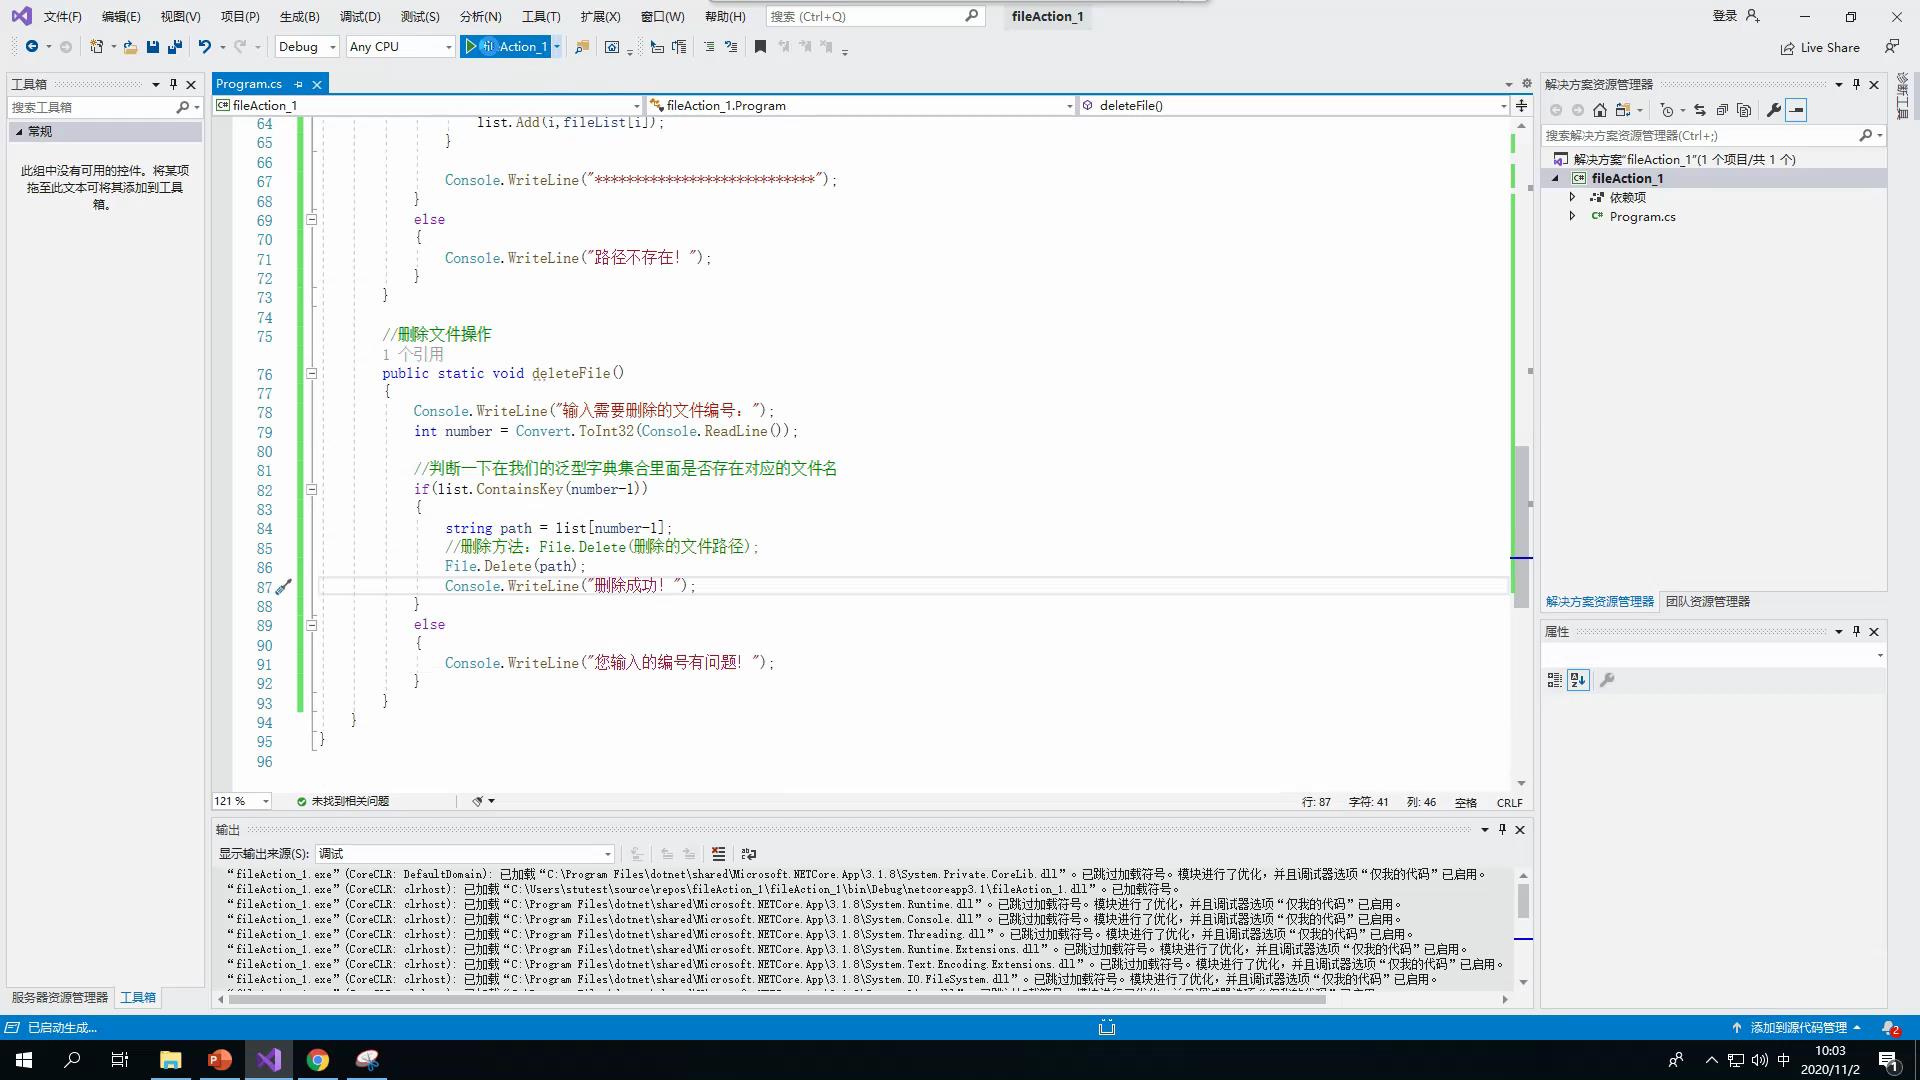 文件(F) 编辑(E) 视图(V) 项目(P) 生成(B) 调试(D) 测试(S) 分析(N) 工具(T) 扩展(X) 窗口(W) 帮助(H) 搜索 (Ctrl+Q) fileAction_1 登录
Debug Any CPU Action_1 Live Share
工具箱
搜索工具箱
常规
此组中没有可用的控件。将某项
拖至此文本可将其添加到工具
箱。
服务器资源管理器 工具箱
Program.cs
fileAction_1 fileAction_1.Program deleteFile()
64 list.Add(i,fileList[i]);
65 }
66
67 Console.WriteLine("****************************");
68 }
69 else
70 {
71 Console.WriteLine("路径不存在！");
72 }
73 }
74
75 //删除文件操作
1 个引用
76 public static void deleteFile()
77 {
78 Console.WriteLine("输入需要删除的文件编号：");
79 int number = Convert.ToInt32(Console.ReadLine());
80
81 //判断一下在我们的泛型字典集合里面是否存在对应的文件名
82 if(list.ContainsKey(number-1))
83 {
84 string path = list[number-1];
85 //删除方法：File.Delete(删除的文件路径);
86 File.Delete(path);
87 Console.WriteLine("删除成功！");
88 }
89 else
90 {
91 Console.WriteLine("您输入的编号有问题！");
92 }
93 }
94 }
95 }
96
121 % 未找到相关问题 行: 87 字符: 41 列: 46 空格 CRLF
输出
显示输出来源(S): 调试
“fileAction_1.exe”(CoreCLR: DefaultDomain): 已加载“C:\Program Files\dotnet\shared\Microsoft.NETCore.App\3.1.8\System.Private.CoreLib.dll”。已跳过加载符号。模块进行了优化，并且调试器选项“仅我的代码”已启用。
“fileAction_1.exe”(CoreCLR: clrhost): 已加载“C:\Users\stutest\source\repos\fileAction_1\fileAction_1\bin\Debug\netcoreapp3.1\fileAction_1.dll”。已加载符号。
“fileAction_1.exe”(CoreCLR: clrhost): 已加载“C:\Program Files\dotnet\shared\Microsoft.NETCore.App\3.1.8\System.Runtime.dll”。已跳过加载符号。模块进行了优化，并且调试器选项“仅我的代码”已启用。
“fileAction_1.exe”(CoreCLR: clrhost): 已加载“C:\Program Files\dotnet\shared\Microsoft.NETCore.App\3.1.8\System.Console.dll”。已跳过加载符号。模块进行了优化，并且调试器选项“仅我的代码”已启用。
“fileAction_1.exe”(CoreCLR: clrhost): 已加载“C:\Program Files\dotnet\shared\Microsoft.NETCore.App\3.1.8\System.Threading.dll”。已跳过加载符号。模块进行了优化，并且调试器选项“仅我的代码”已启用。
“fileAction_1.exe”(CoreCLR: clrhost): 已加载“C:\Program Files\dotnet\shared\Microsoft.NETCore.App\3.1.8\System.Runtime.Extensions.dll”。已跳过加载符号。模块进行了优化，并且调试器选项“仅我的代码”已启用。
“fileAction_1.exe”(CoreCLR: clrhost): 已加载“C:\Program Files\dotnet\shared\Microsoft.NETCore.App\3.1.8\System.Text.Encoding.Extensions.dll”。已跳过加载符号。模块进行了优化，并且调试器选项“仅我的代码”已启用。
“fileAction_1.exe”(CoreCLR: clrhost): 已加载“C:\Program Files\dotnet\shared\Microsoft.NETCore.App\3.1.8\System.IO.FileSystem.dll”。已跳过加载符号。模块进行了优化，并且调试器选项“仅我的代码”已启用。
解决方案资源管理器
搜索解决方案资源管理器(Ctrl+;)
解决方案"fileAction_1"(1 个项目/共 1 个)
fileAction_1
依赖项
Program.cs
解决方案资源管理器 团队资源管理器
属性
诊断工具
已启动生成... 添加到源代码管理 2
中 10:03
2020/11/2 1